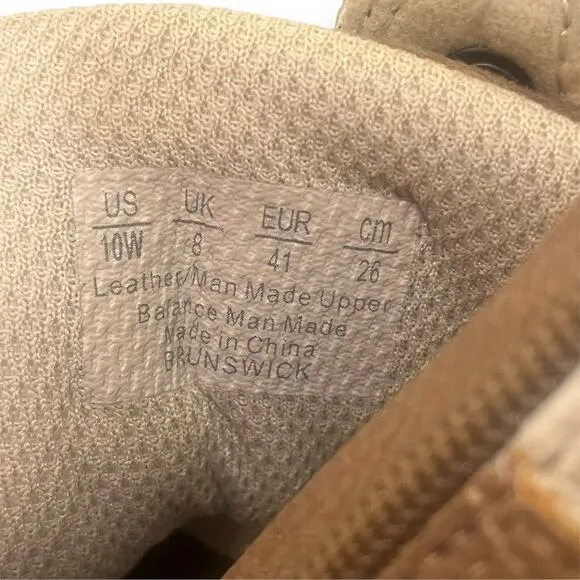 US UK EUR cm
10W 8 41 26
Leather/Man Made Upper
Balance Man Made
Made in China
BRUNSWICK